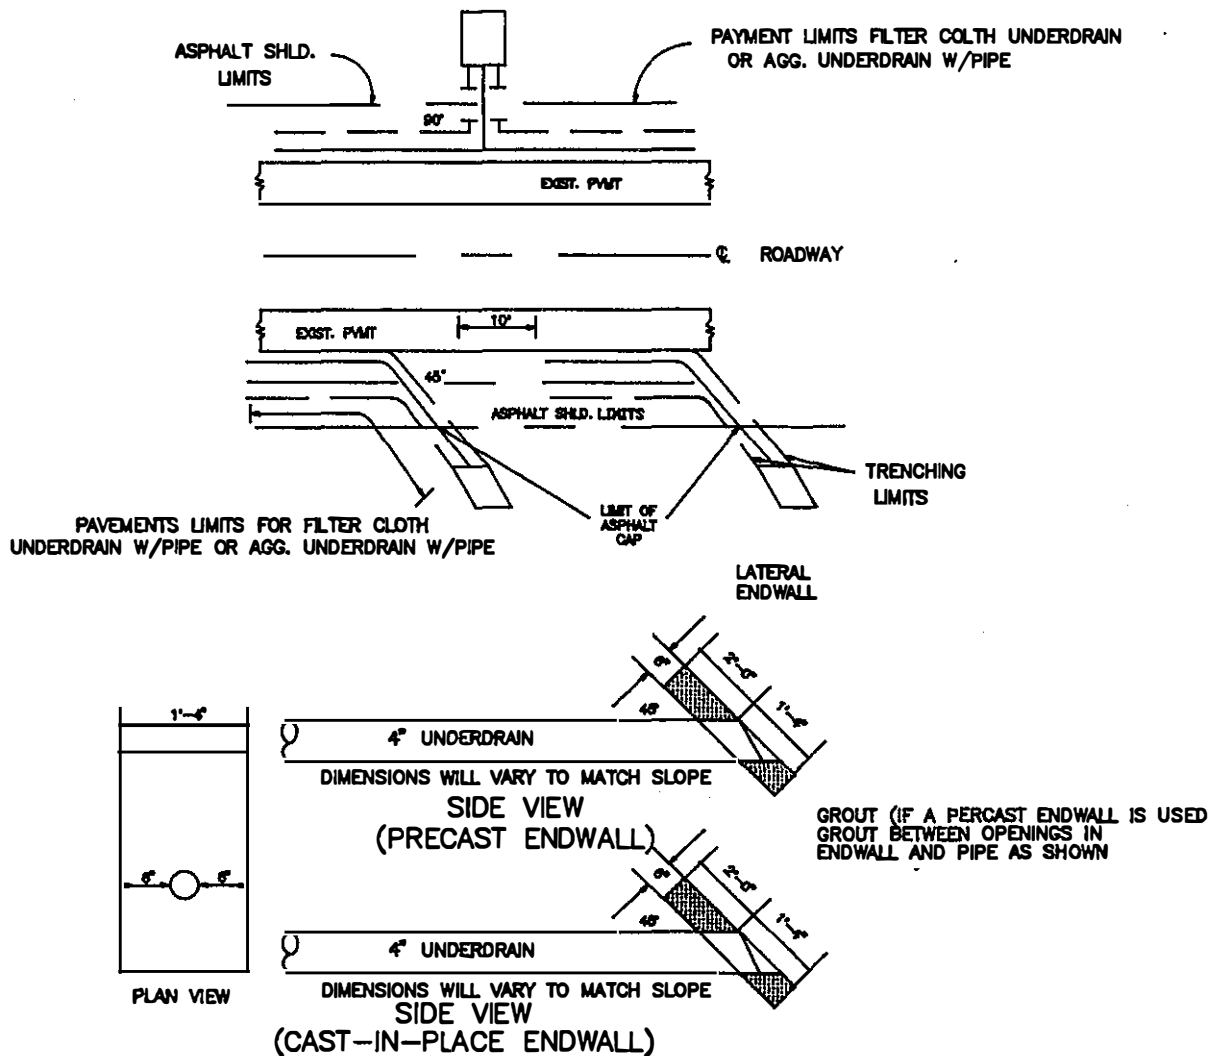 ASPHALT SHLD.
LIMITS
PAYMENT LIMITS FILTER COLTH UNDERDRAIN
OR AGG. UNDERDRAIN W/PIPE
90°
EXIST. PVMT
℄ ROADWAY
EXIST. PVMT
10'
45°
ASPHALT SHLD. LIMITS
TRENCHING
LIMITS
LIMIT OF
ASPHALT
CAP
PAVEMENTS LIMITS FOR FILTER CLOTH
UNDERDRAIN W/PIPE OR AGG. UNDERDRAIN W/PIPE
LATERAL
ENDWALL
6"
2'-0"
1'-4"
45°
1'-4"
4" UNDERDRAIN
DIMENSIONS WILL VARY TO MATCH SLOPE
SIDE VIEW
(PRECAST ENDWALL)
GROUT (IF A PERCAST ENDWALL IS USED
GROUT BETWEEN OPENINGS IN
ENDWALL AND PIPE AS SHOWN
6"
6"
PLAN VIEW
6"
2'-0"
1'-4"
45°
4" UNDERDRAIN
DIMENSIONS WILL VARY TO MATCH SLOPE
SIDE VIEW
(CAST-IN-PLACE ENDWALL)